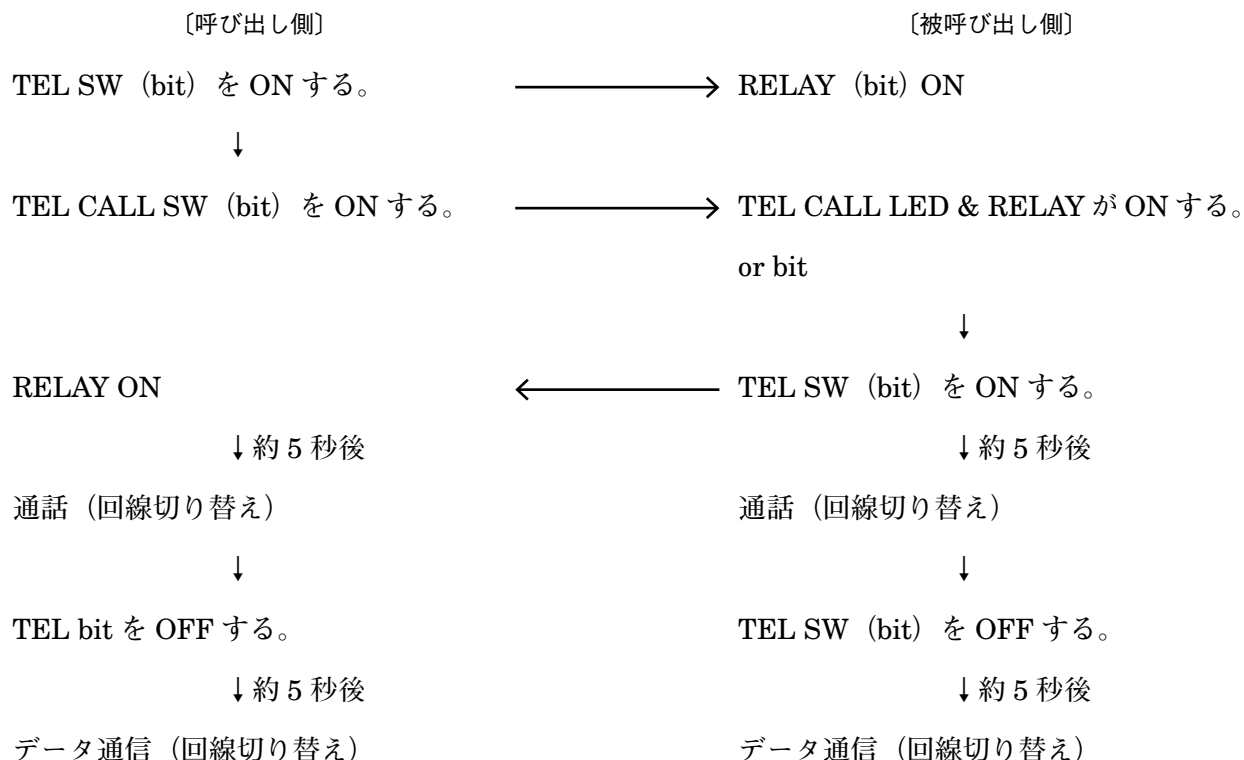 〔呼び出し側〕 〔被呼び出し側〕
TEL SW（bit）を ON する。 → RELAY（bit）ON
↓
TEL CALL SW（bit）を ON する。 → TEL CALL LED & RELAY が ON する。
or bit
↓
RELAY ON ← TEL SW（bit）を ON する。
↓約 5 秒後 ↓約 5 秒後
通話（回線切り替え） 通話（回線切り替え）
↓ ↓
TEL bit を OFF する。 TEL SW（bit）を OFF する。
↓約 5 秒後 ↓約 5 秒後
データ通信（回線切り替え） データ通信（回線切り替え）